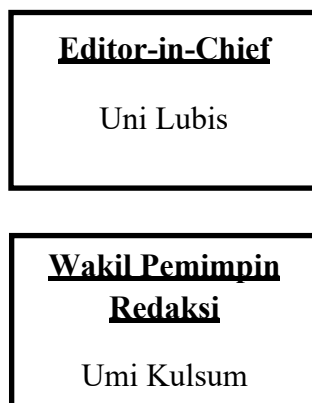 Editor-in-Chief
Uni Lubis
Wakil Pemimpin
Redaksi
Umi Kulsum